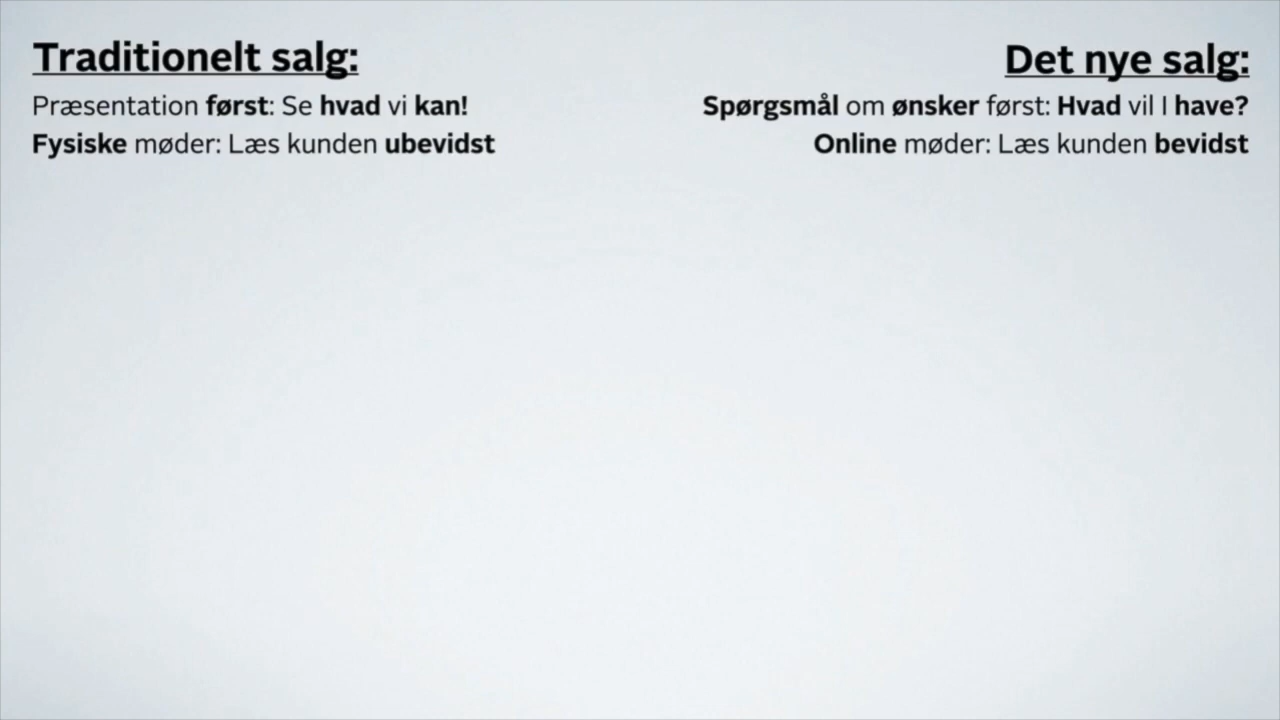 Traditionelt salg:
Præsentation først: Se hvad vi kan!
Fysiske møder: Læs kunden ubevidst
Det nye salg:
Spørgsmål om ønsker først: Hvad vil I have?
Online møder: Læs kunden bevidst